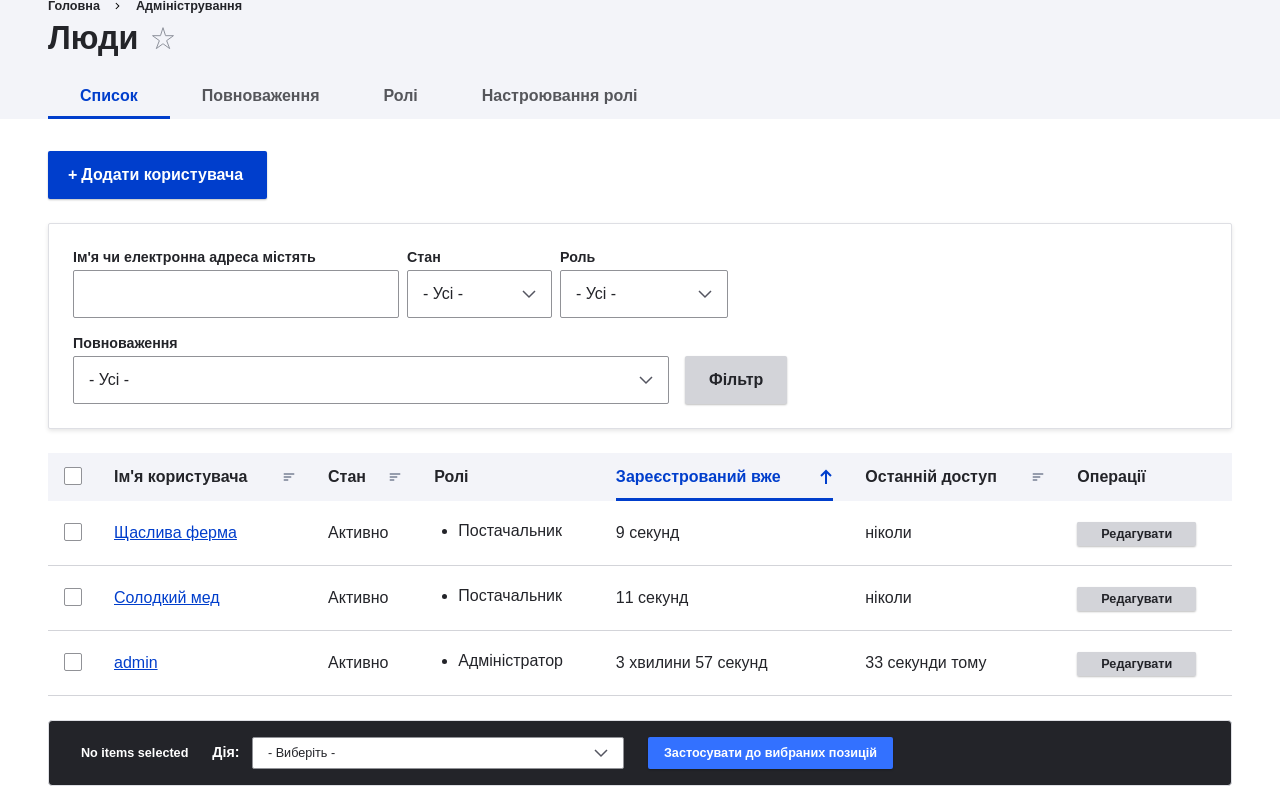 Головна › Адміністрування
Люди ☆
Список Повноваження Ролі Настроювання ролі
+ Додати користувача
Ім'я чи електронна адреса містять Стан Роль
- Усі - - Усі -
Повноваження
- Усі - Фільтр
Ім'я користувача Стан Ролі Зареєстрований вже Останній доступ Операції
Щаслива ферма Активно • Постачальник 9 секунд ніколи Редагувати
Солодкий мед Активно • Постачальник 11 секунд ніколи Редагувати
admin Активно • Адміністратор 3 хвилини 57 секунд 33 секунди тому Редагувати
No items selected Дія: - Виберіть - Застосувати до вибраних позицій